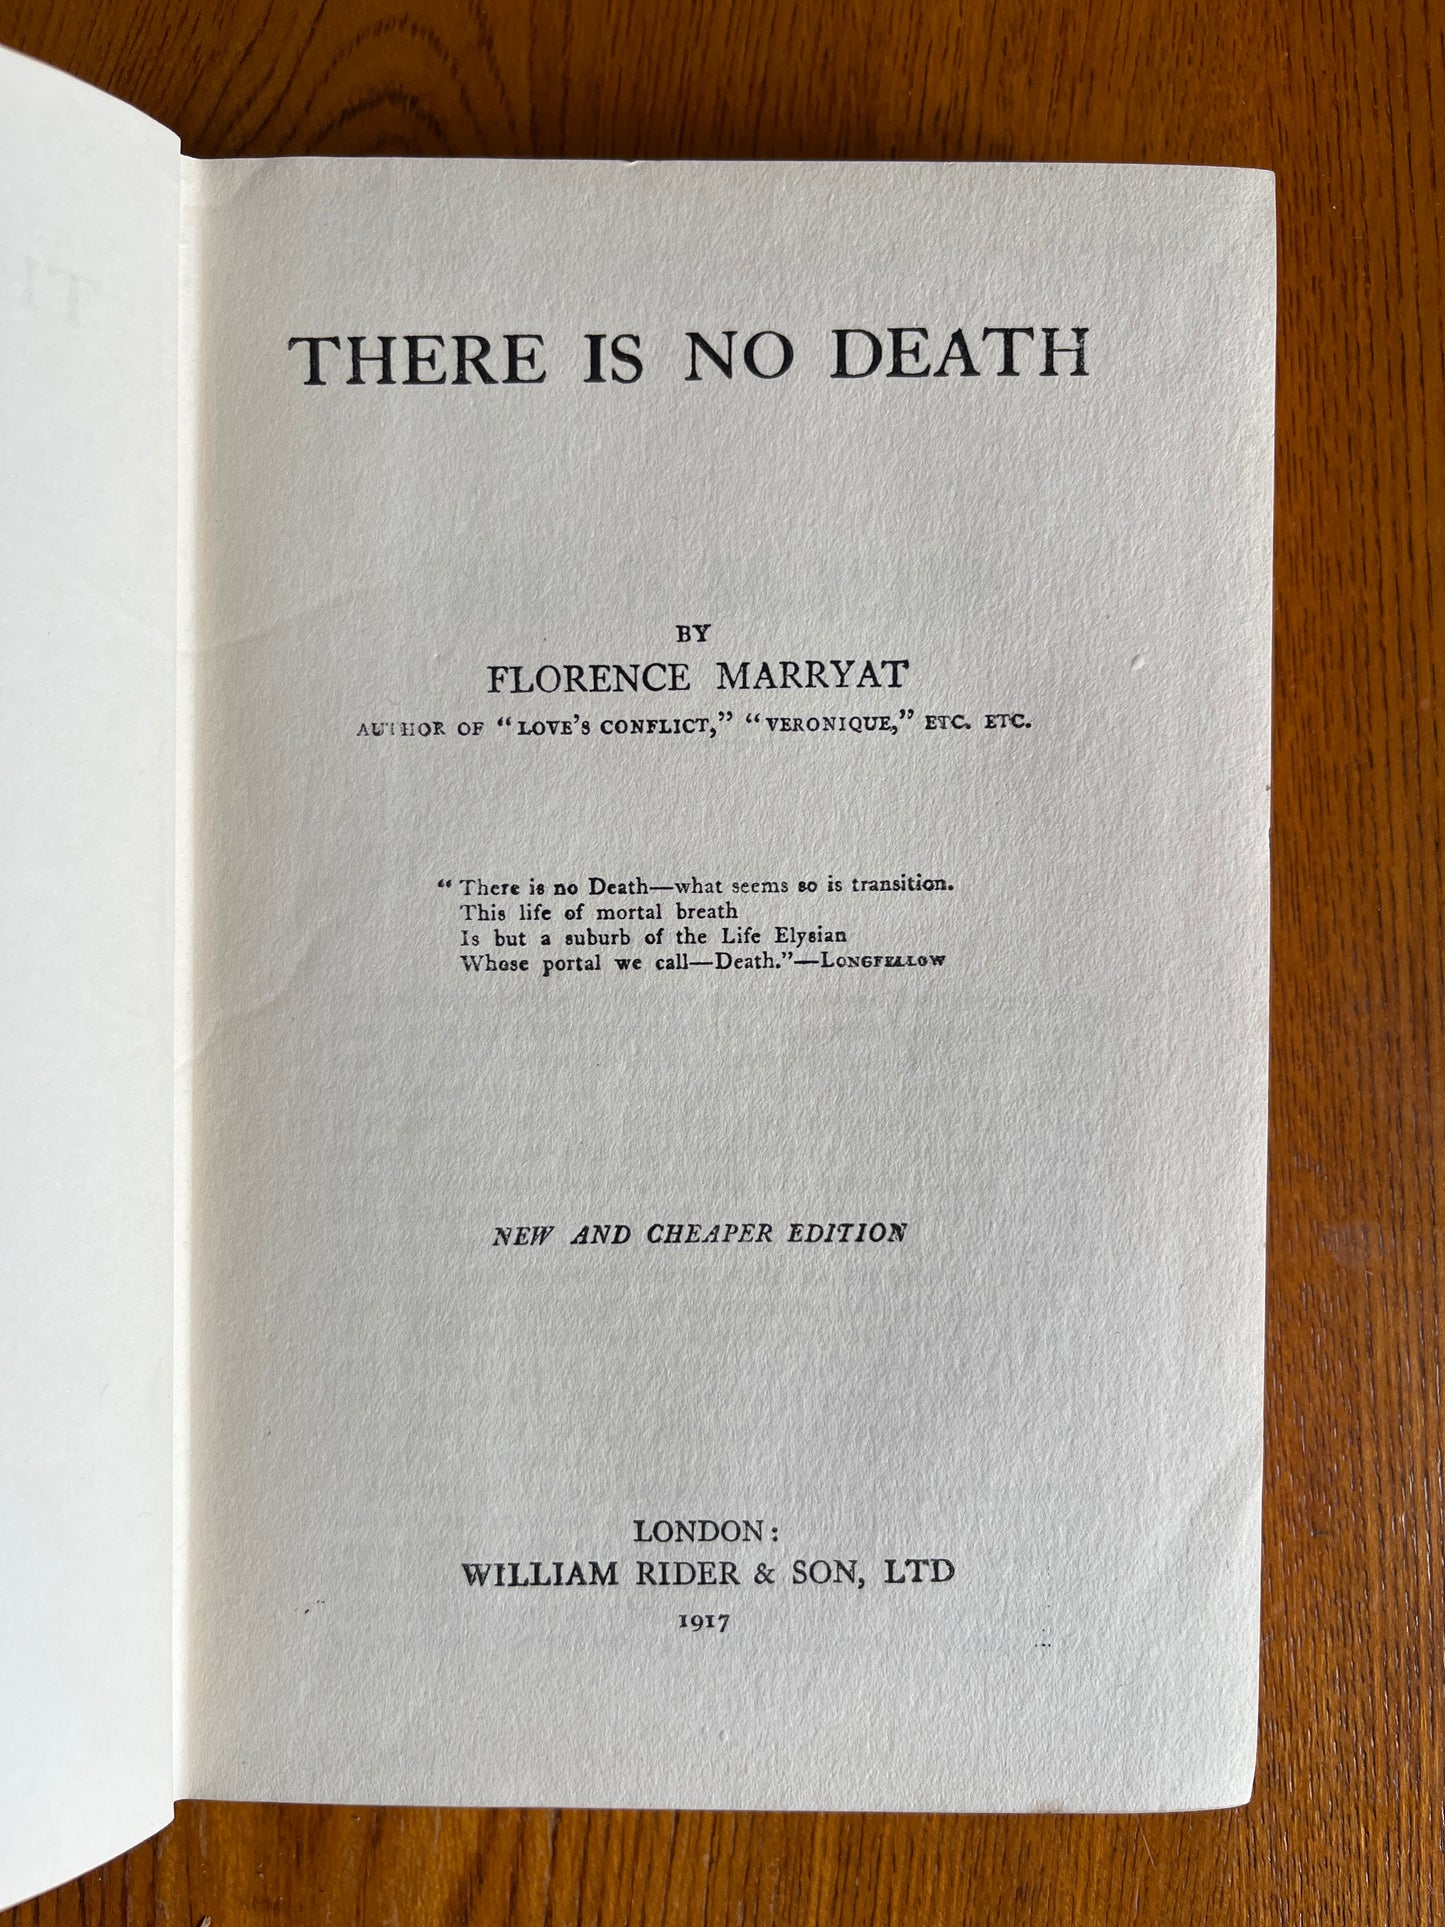 THERE IS NO DEATH
BY
FLORENCE MARRYAT
AUTHOR OF “LOVE’S CONFLICT,” “VERONIQUE,” ETC. ETC.
“There is no Death—what seems so is transition.
This life of mortal breath
Is but a suburb of the Life Elysian
Whose portal we call—Death.”—LONGFELLOW
NEW AND CHEAPER EDITION
LONDON:
WILLIAM RIDER & SON, LTD
1917